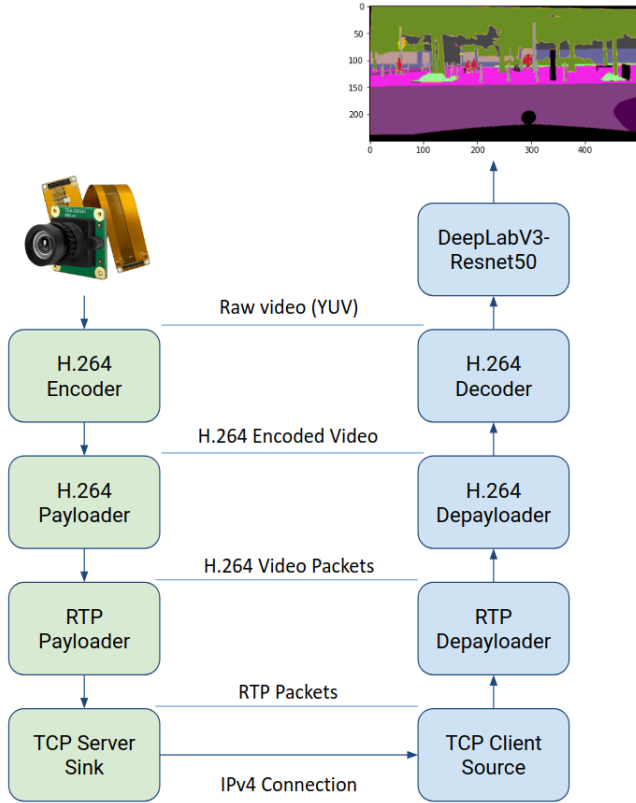 0
50
100
150
200
0
100
200
300
400
DeepLabV3-
Resnet50
Raw video (YUV)
H.264
Encoder
H.264
Decoder
H.264 Encoded Video
H.264
Payloader
H.264
Depayloader
H.264 Video Packets
RTP
Payloader
RTP
Depayloader
RTP Packets
TCP Server
Sink
TCP Client
Source
IPv4 Connection